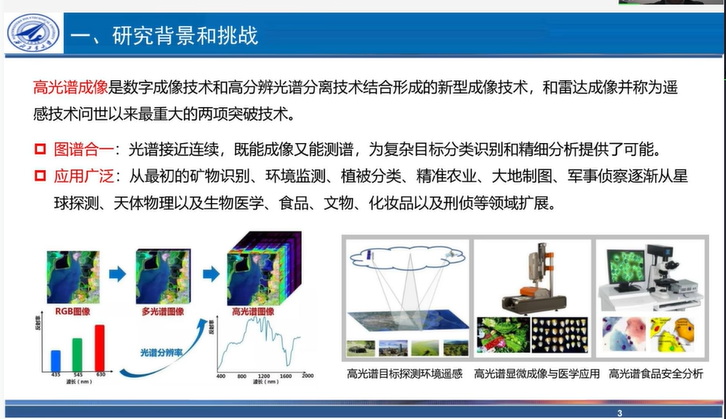 一、研究背景和挑战
高光谱成像是数字成像技术和高分辨光谱分离技术结合形成的新型成像技术，和雷达成像并称为遥
感技术问世以来最重大的两项突破技术。
图谱合一：光谱接近连续，既能成像又能测谱，为复杂目标分类识别和精细分析提供了可能。
应用广泛：从最初的矿物识别、环境监测、植被分类、精准农业、大地制图、军事侦察逐渐从星
球探测、天体物理以及生物医学、食品、文物、化妆品以及刑侦等领域扩展。
RGB图像
多光谱图像
高光谱图像
反射率
435 545 630
波长（nm）
光谱分辨率
反射率
400 800 1200 1600 2000
波长（nm）
高光谱目标探测环境遥感
高光谱显微成像与医学应用
高光谱食品安全分析
3